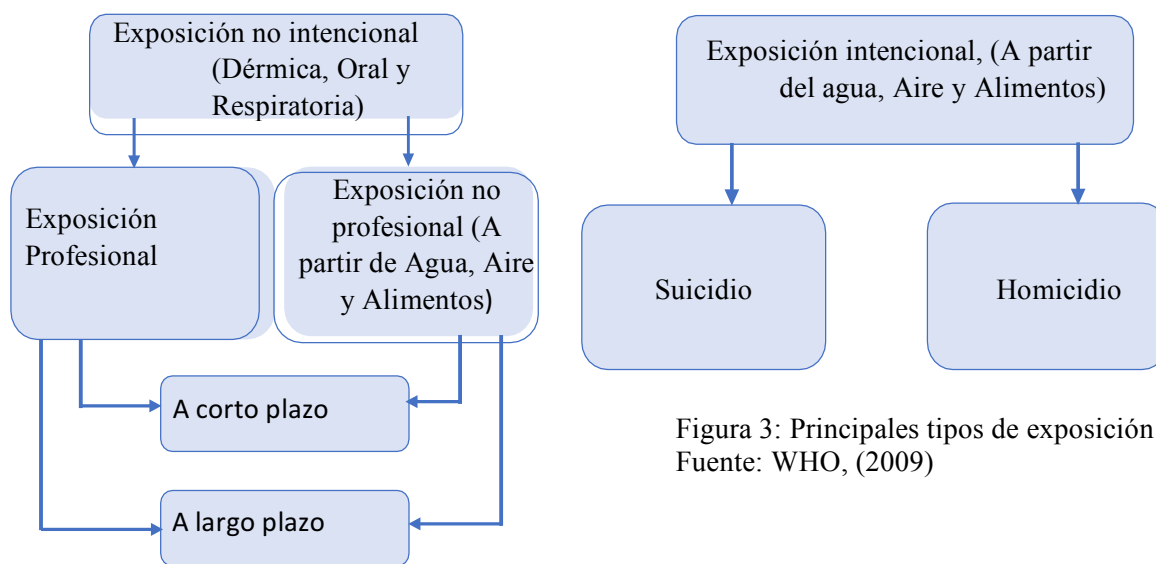 Exposición no intencional
(Dérmica, Oral y
Respiratoria)
Exposición
Profesional
Exposición no
profesional (A
partir de Agua, Aire
y Alimentos)
A corto plazo
A largo plazo
Exposición intencional, (A partir
del agua, Aire y Alimentos)
Suicidio
Homicidio
Figura 3: Principales tipos de exposición
Fuente: WHO, (2009)